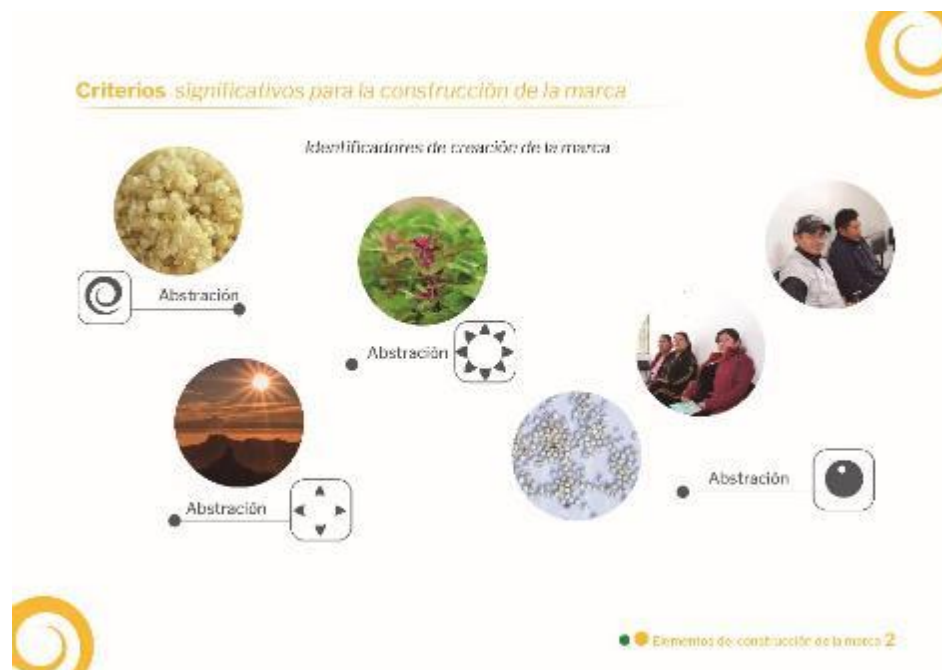 Criterios significativos para la construcción de la marca
Identificadores de creación de la marca
Abstración
Abstración
Abstración
Abstración
Elementos de construcción de la marca 2